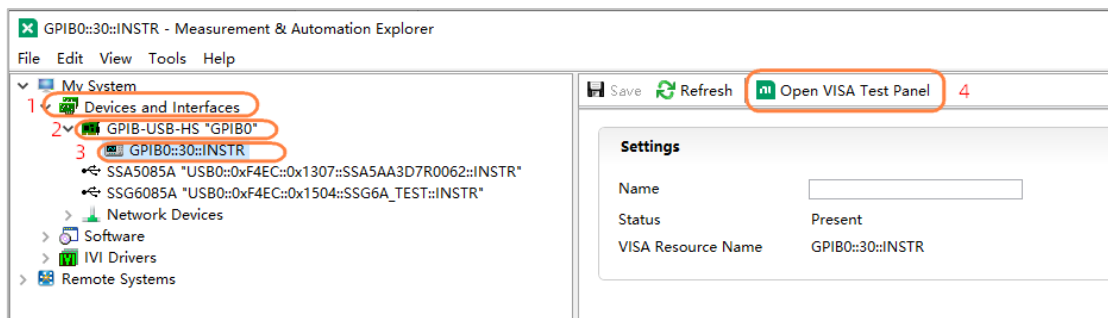 GPIB0::30::INSTR - Measurement & Automation Explorer
File Edit View Tools Help
My System
1 Devices and Interfaces
2 GPIB-USB-HS "GPIB0"
3 GPIB0::30::INSTR
SSA5085A "USB0::0xF4EC::0x1307::SSA5AA3D7R0062::INSTR"
SSG6085A "USB0::0xF4EC::0x1504::SSG6A_TEST::INSTR"
Network Devices
Software
IVI Drivers
Remote Systems
Save Refresh Open VISA Test Panel 4
Settings
Name
Status Present
VISA Resource Name GPIB0::30::INSTR